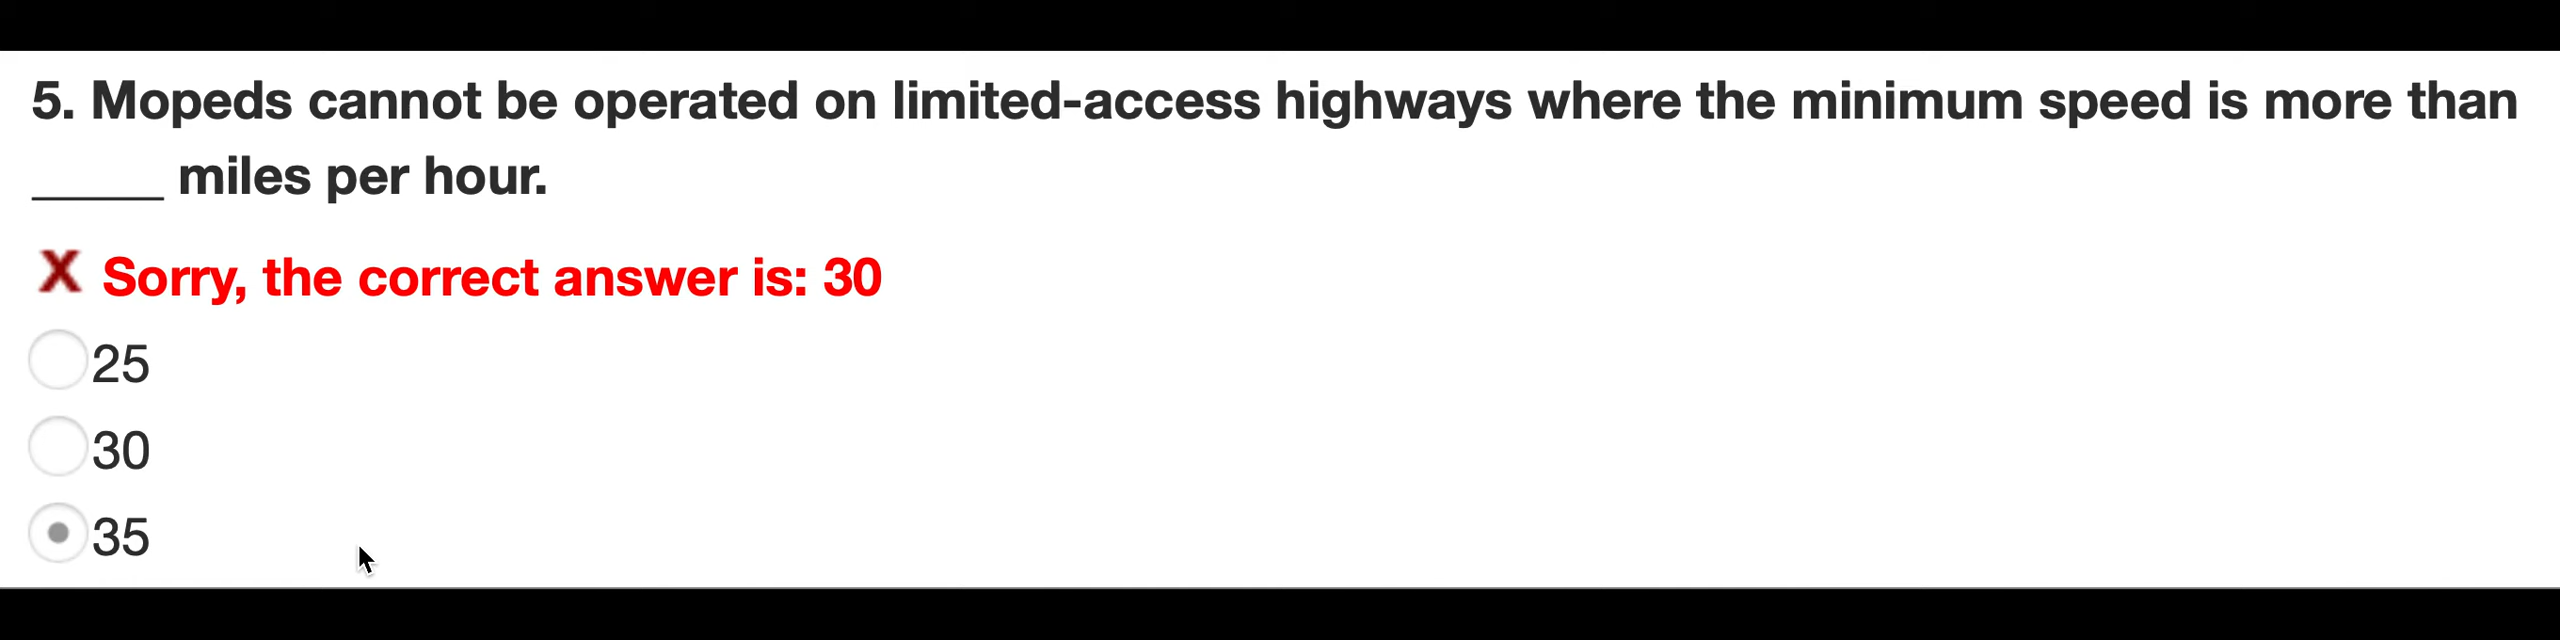 5. Mopeds cannot be operated on limited-access highways where the minimum speed is more than
_____ miles per hour.
X Sorry, the correct answer is: 30
25
30
35